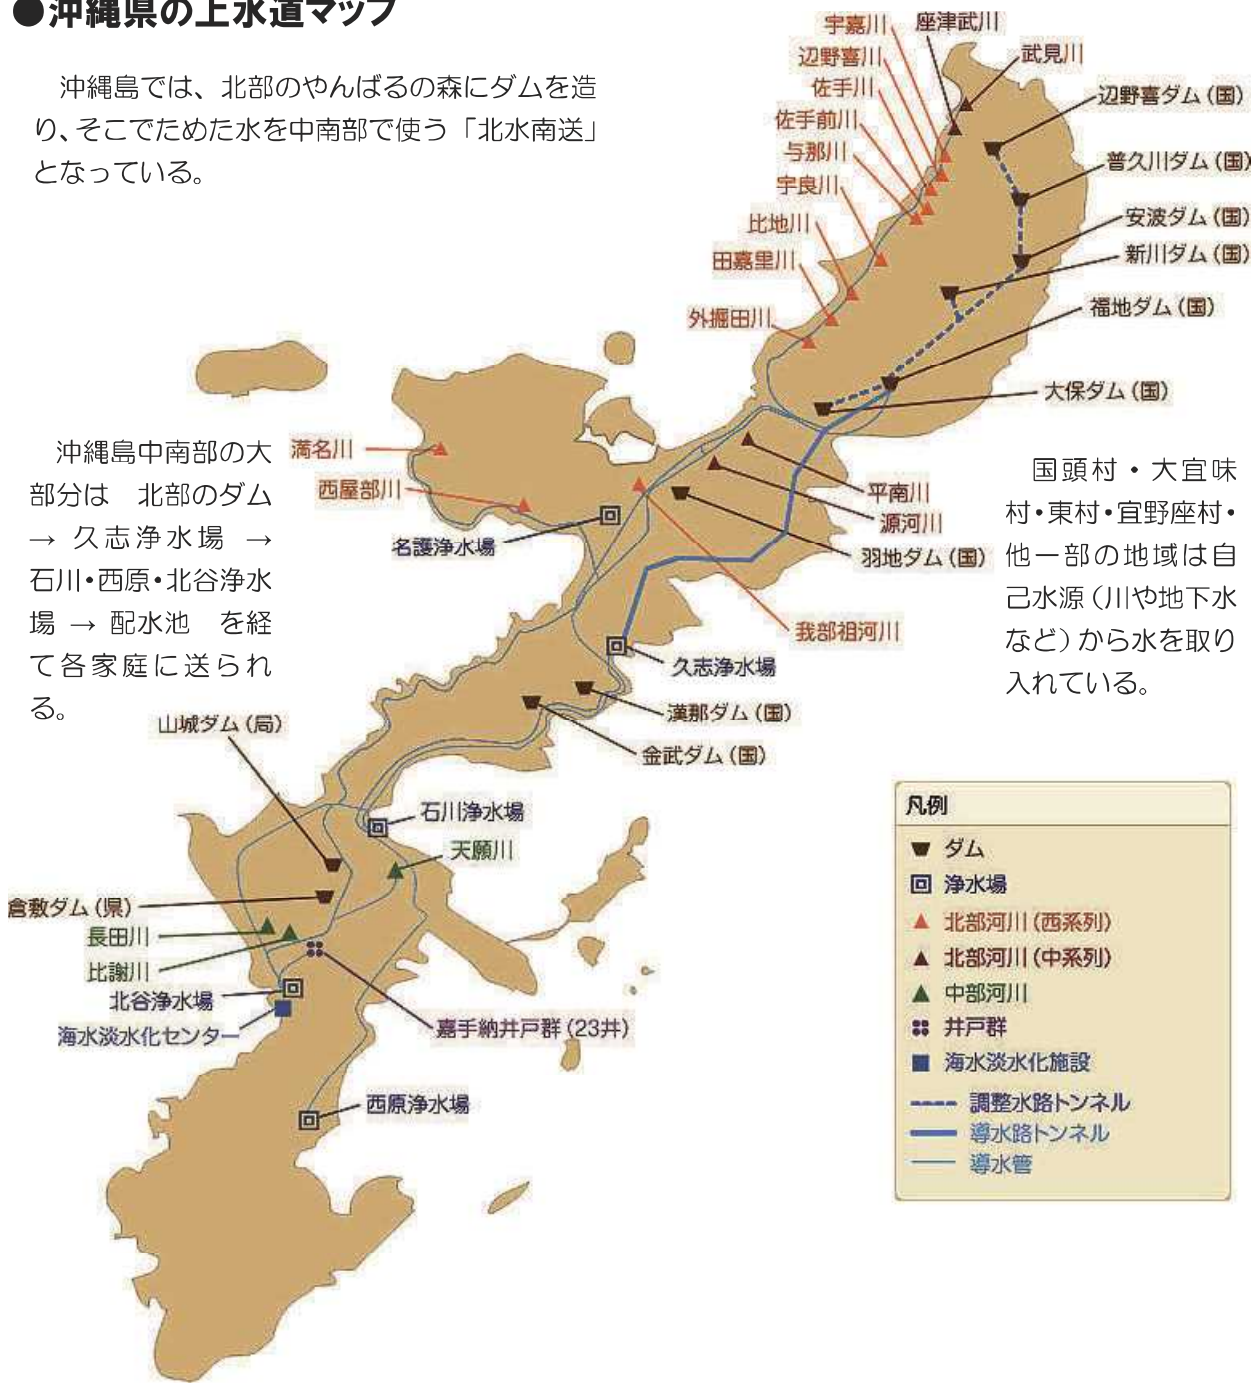 ●沖縄県の上水道マップ
沖縄島では、北部のやんばるの森にダムを造
り、そこでためた水を中南部で使う「北水南送」
となっている。
宇嘉川
座津武川
辺野喜川
武見川
佐手川
辺野喜ダム(国)
佐手前川
与那川
普久川ダム(国)
宇良川
安波ダム(国)
比地川
新川ダム(国)
田嘉里川
福地ダム(国)
外掘田川
大保ダム(国)
沖縄島中南部の大
部分は 北部のダム
→ 久志浄水場 →
石川・西原・北谷浄水
場 → 配水池 を経
て各家庭に送られ
る。
満名川
西屋部川
名護浄水場
平南川
源河川
羽地ダム(国)
我部祖河川
久志浄水場
漢那ダム(国)
金武ダム(国)
国頭村・大宜味
村・東村・宜野座村・
他一部の地域は自
己水源(川や地下水
など)から水を取り
入れている。
山城ダム(局)
石川浄水場
天願川
倉敷ダム(県)
長田川
比謝川
北谷浄水場
海水淡水化センター
嘉手納井戸群(23井)
西原浄水場
凡例
ダム
浄水場
北部河川(西系列)
北部河川(中系列)
中部河川
井戸群
海水淡水化施設
調整水路トンネル
導水路トンネル
導水管